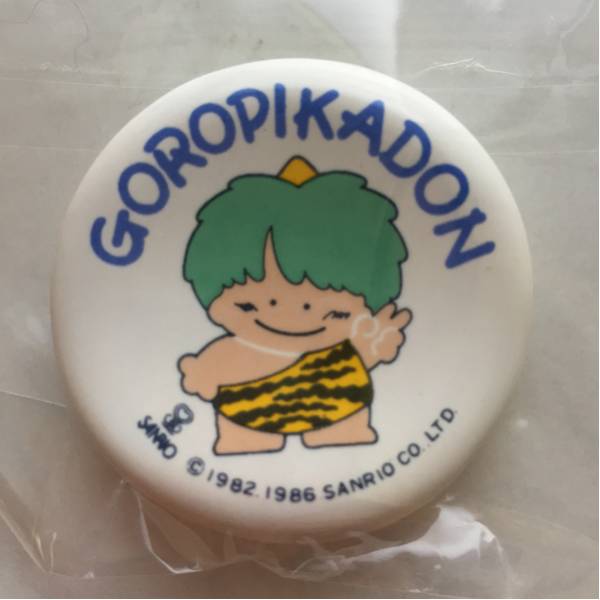 GOROPIKADON
SANRIO
© 1982. 1986 SANRIO CO., LTD.